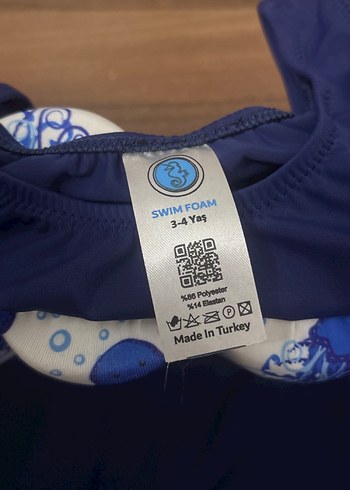 SWIM FOAM
3-4 Yaş
%86 Polyester
%14 Elastan
Made In Turkey